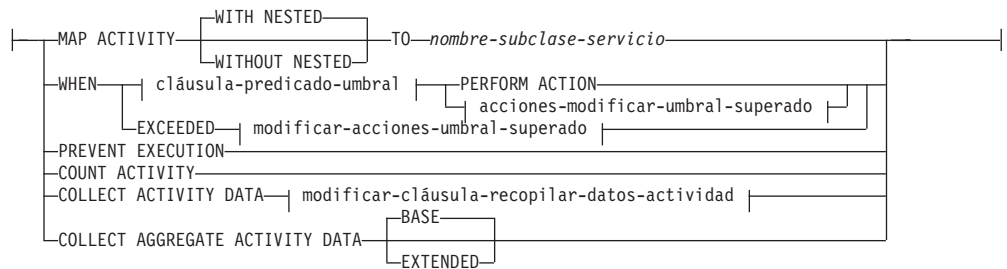 WITH NESTED
MAP ACTIVITY TO nombre-subclase-servicio
WITHOUT NESTED
WHEN cláusula-predicado-umbral PERFORM ACTION
acciones-modificar-umbral-superado
EXCEEDED modificar-acciones-umbral-superado
PREVENT EXECUTION
COUNT ACTIVITY
COLLECT ACTIVITY DATA modificar-cláusula-recopilar-datos-actividad
BASE
COLLECT AGGREGATE ACTIVITY DATA
EXTENDED